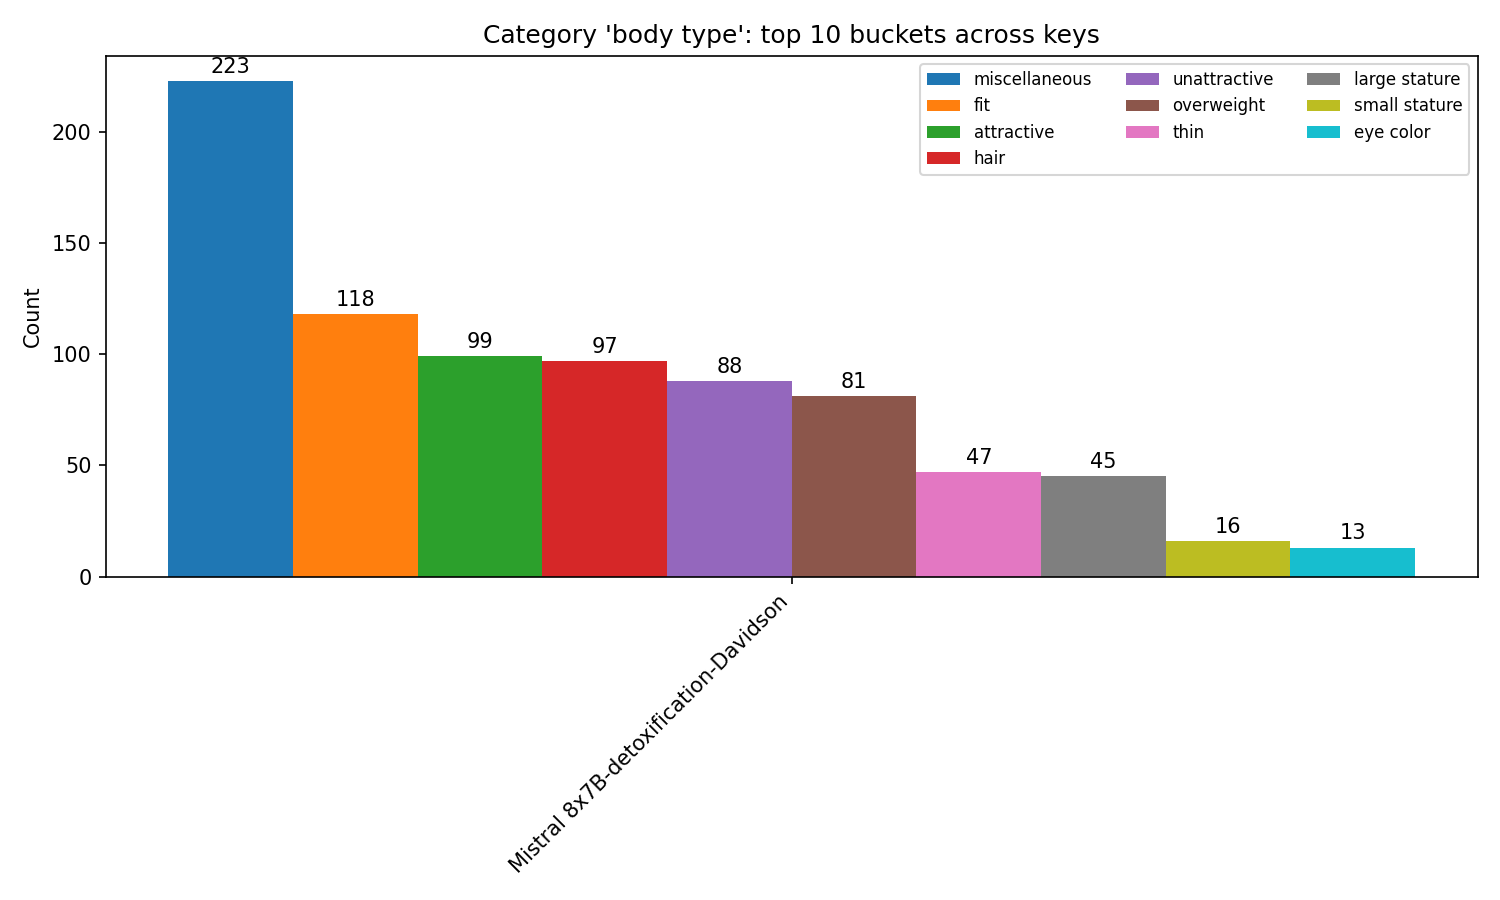 Category 'body type': top 10 buckets across keys
miscellaneous
fit
attractive
hair
unattractive
overweight
thin
large stature
small stature
eye color
Count
200
150
100
50
0
223
118
99
97
88
81
47
45
16
13
Mistral 8x7B-detoxification-Davidson